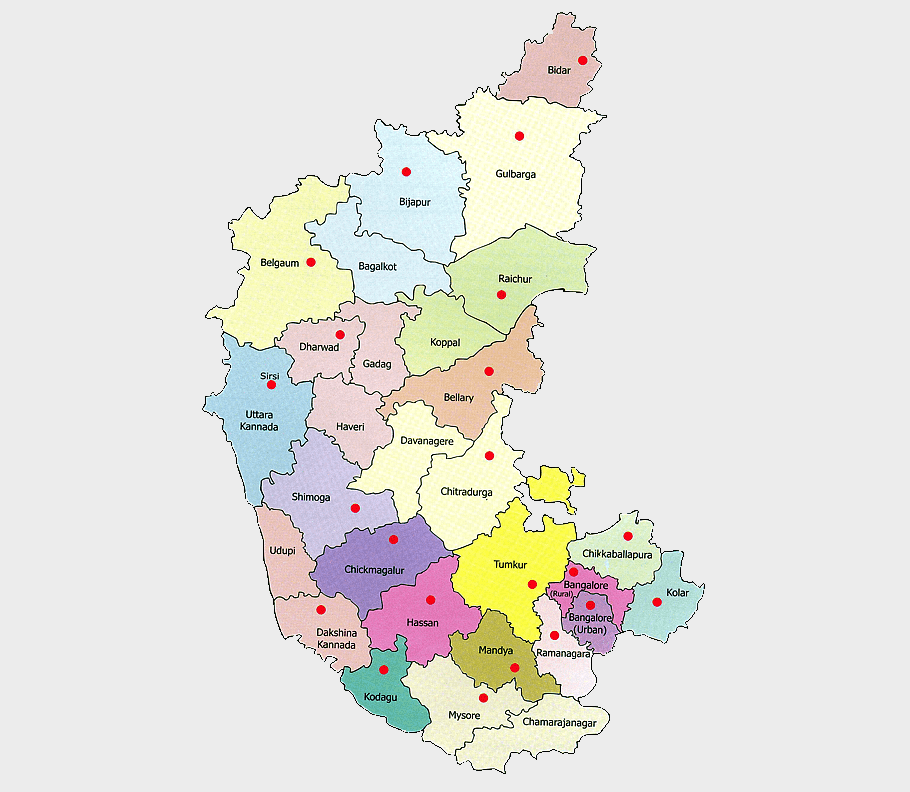 Bidar
Gulbarga
Bijapur
Belgaum
Bagalkot
Raichur
Dharwad
Gadag
Koppal
Sirsi
Uttara
Kannada
Haveri
Bellary
Davanagere
Chitradurga
Shimoga
Udupi
Chickmagalur
Tumkur
Chikkaballapura
Bangalore
(Rural)
Kolar
Bangalore
(Urban)
Hassan
Dakshina
Kannada
Mandya
Ramanagara
Kodagu
Mysore
Chamarajanagar